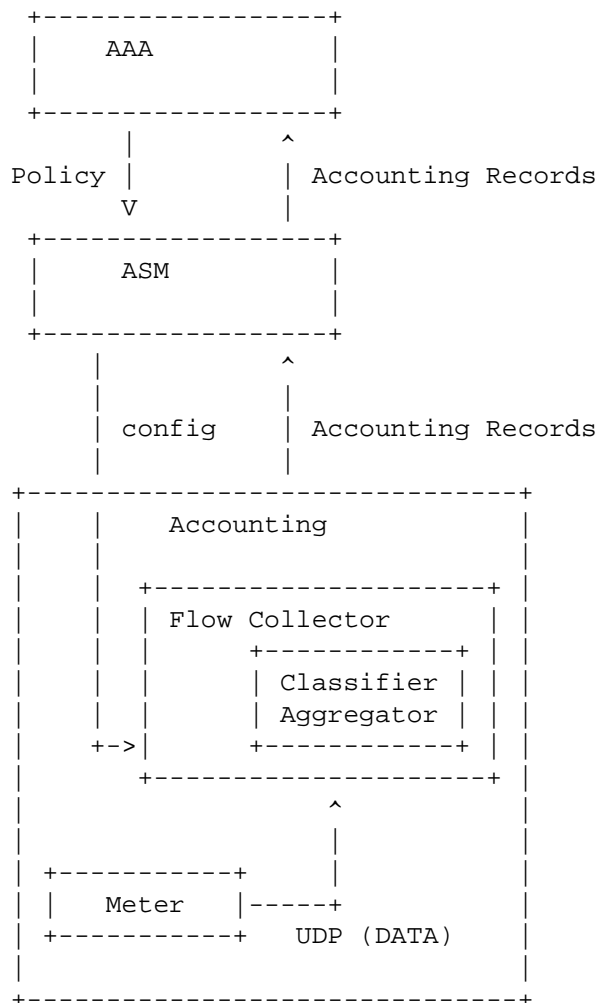 AAA
Policy Accounting Records
V
ASM
config Accounting Records
Accounting
Flow Collector
Classifier
Aggregator
Meter
UDP (DATA)